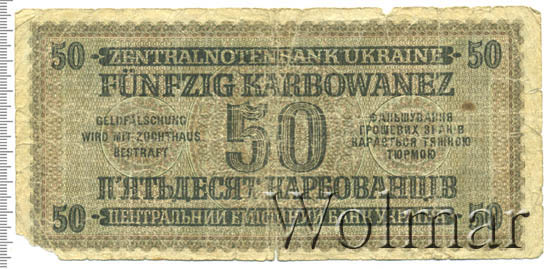 50 ZENTRALNOTENBANK UKRAINE 50
FÜNFZIG KARBOWANEZ
GELDFÄLSCHUNG
WIRD MIT ZUCHTHAUS
BESTRAFT
50
ФАЛЬШУВАННЯ
ГРОШЕВИХ ЗНАКІВ
КАРАЄТЬСЯ ТЯЖКОЮ
ТЮРМОЮ
П'ЯТЬДЕСЯТ КАРБОВАНЦІВ
50 ЦЕНТРАЛЬНИЙ ЕМІСІЙНИЙ БАНК УКРАЇНА 50
Wolmar